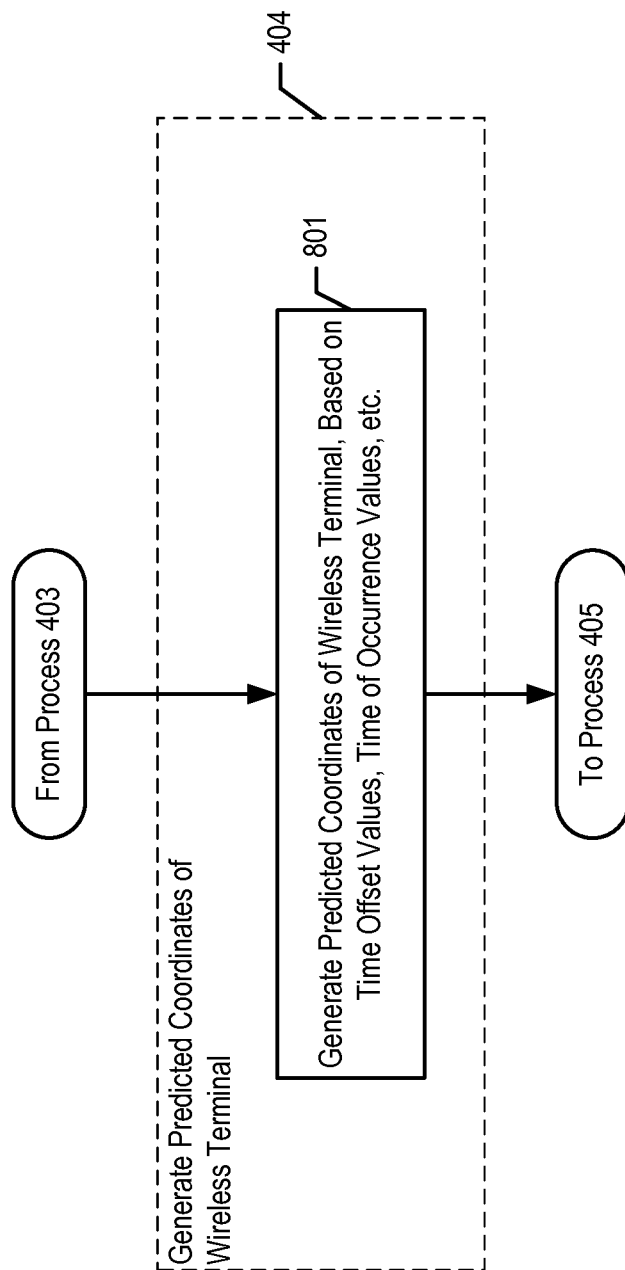 From Process 403
404
Generate Predicted Coordinates of
Wireless Terminal
801
Generate Predicted Coordinates of Wireless Terminal, Based on
Time Offset Values, Time of Occurrence Values, etc.
To Process 405